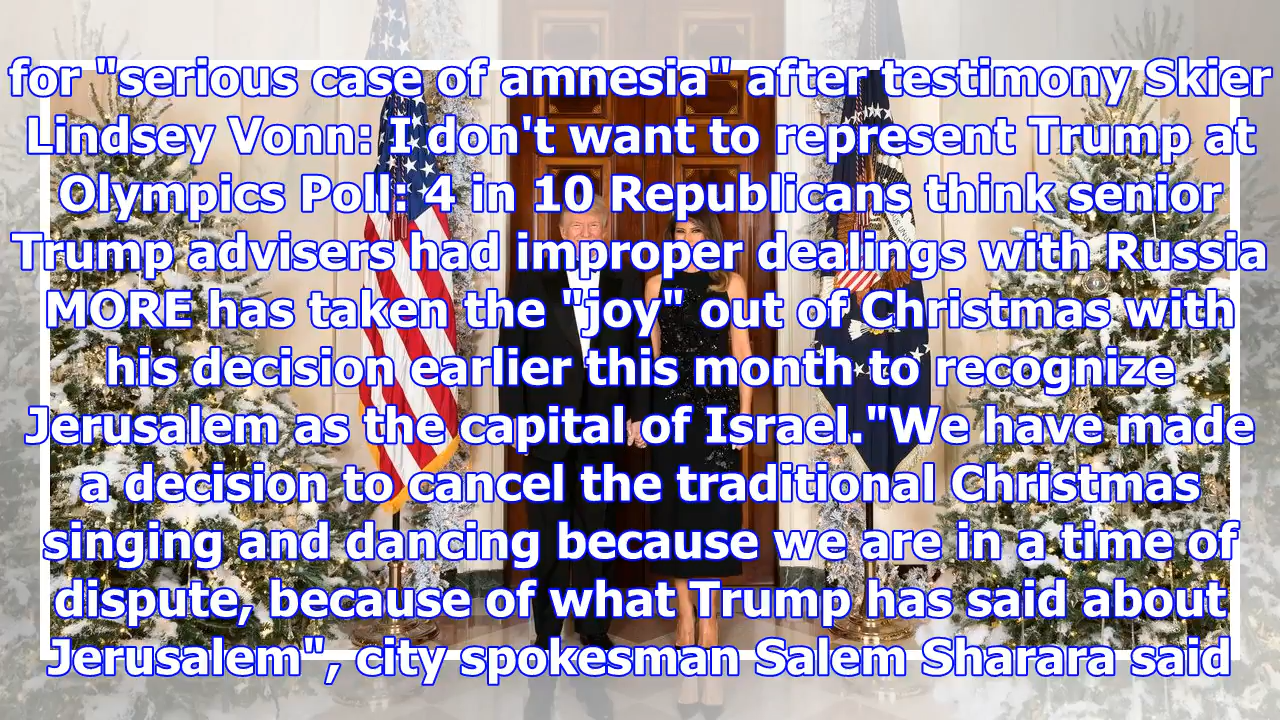 for "serious case of amnesia" after testimony Skier
Lindsey Vonn: I don't want to represent Trump at
Olympics Poll: 4 in 10 Republicans think senior
Trump advisers had improper dealings with Russia
MORE has taken the "joy" out of Christmas with
his decision earlier this month to recognize
Jerusalem as the capital of Israel."We have made
a decision to cancel the traditional Christmas
singing and dancing because we are in a time of
dispute, because of what Trump has said about
Jerusalem", city spokesman Salem Sharara said